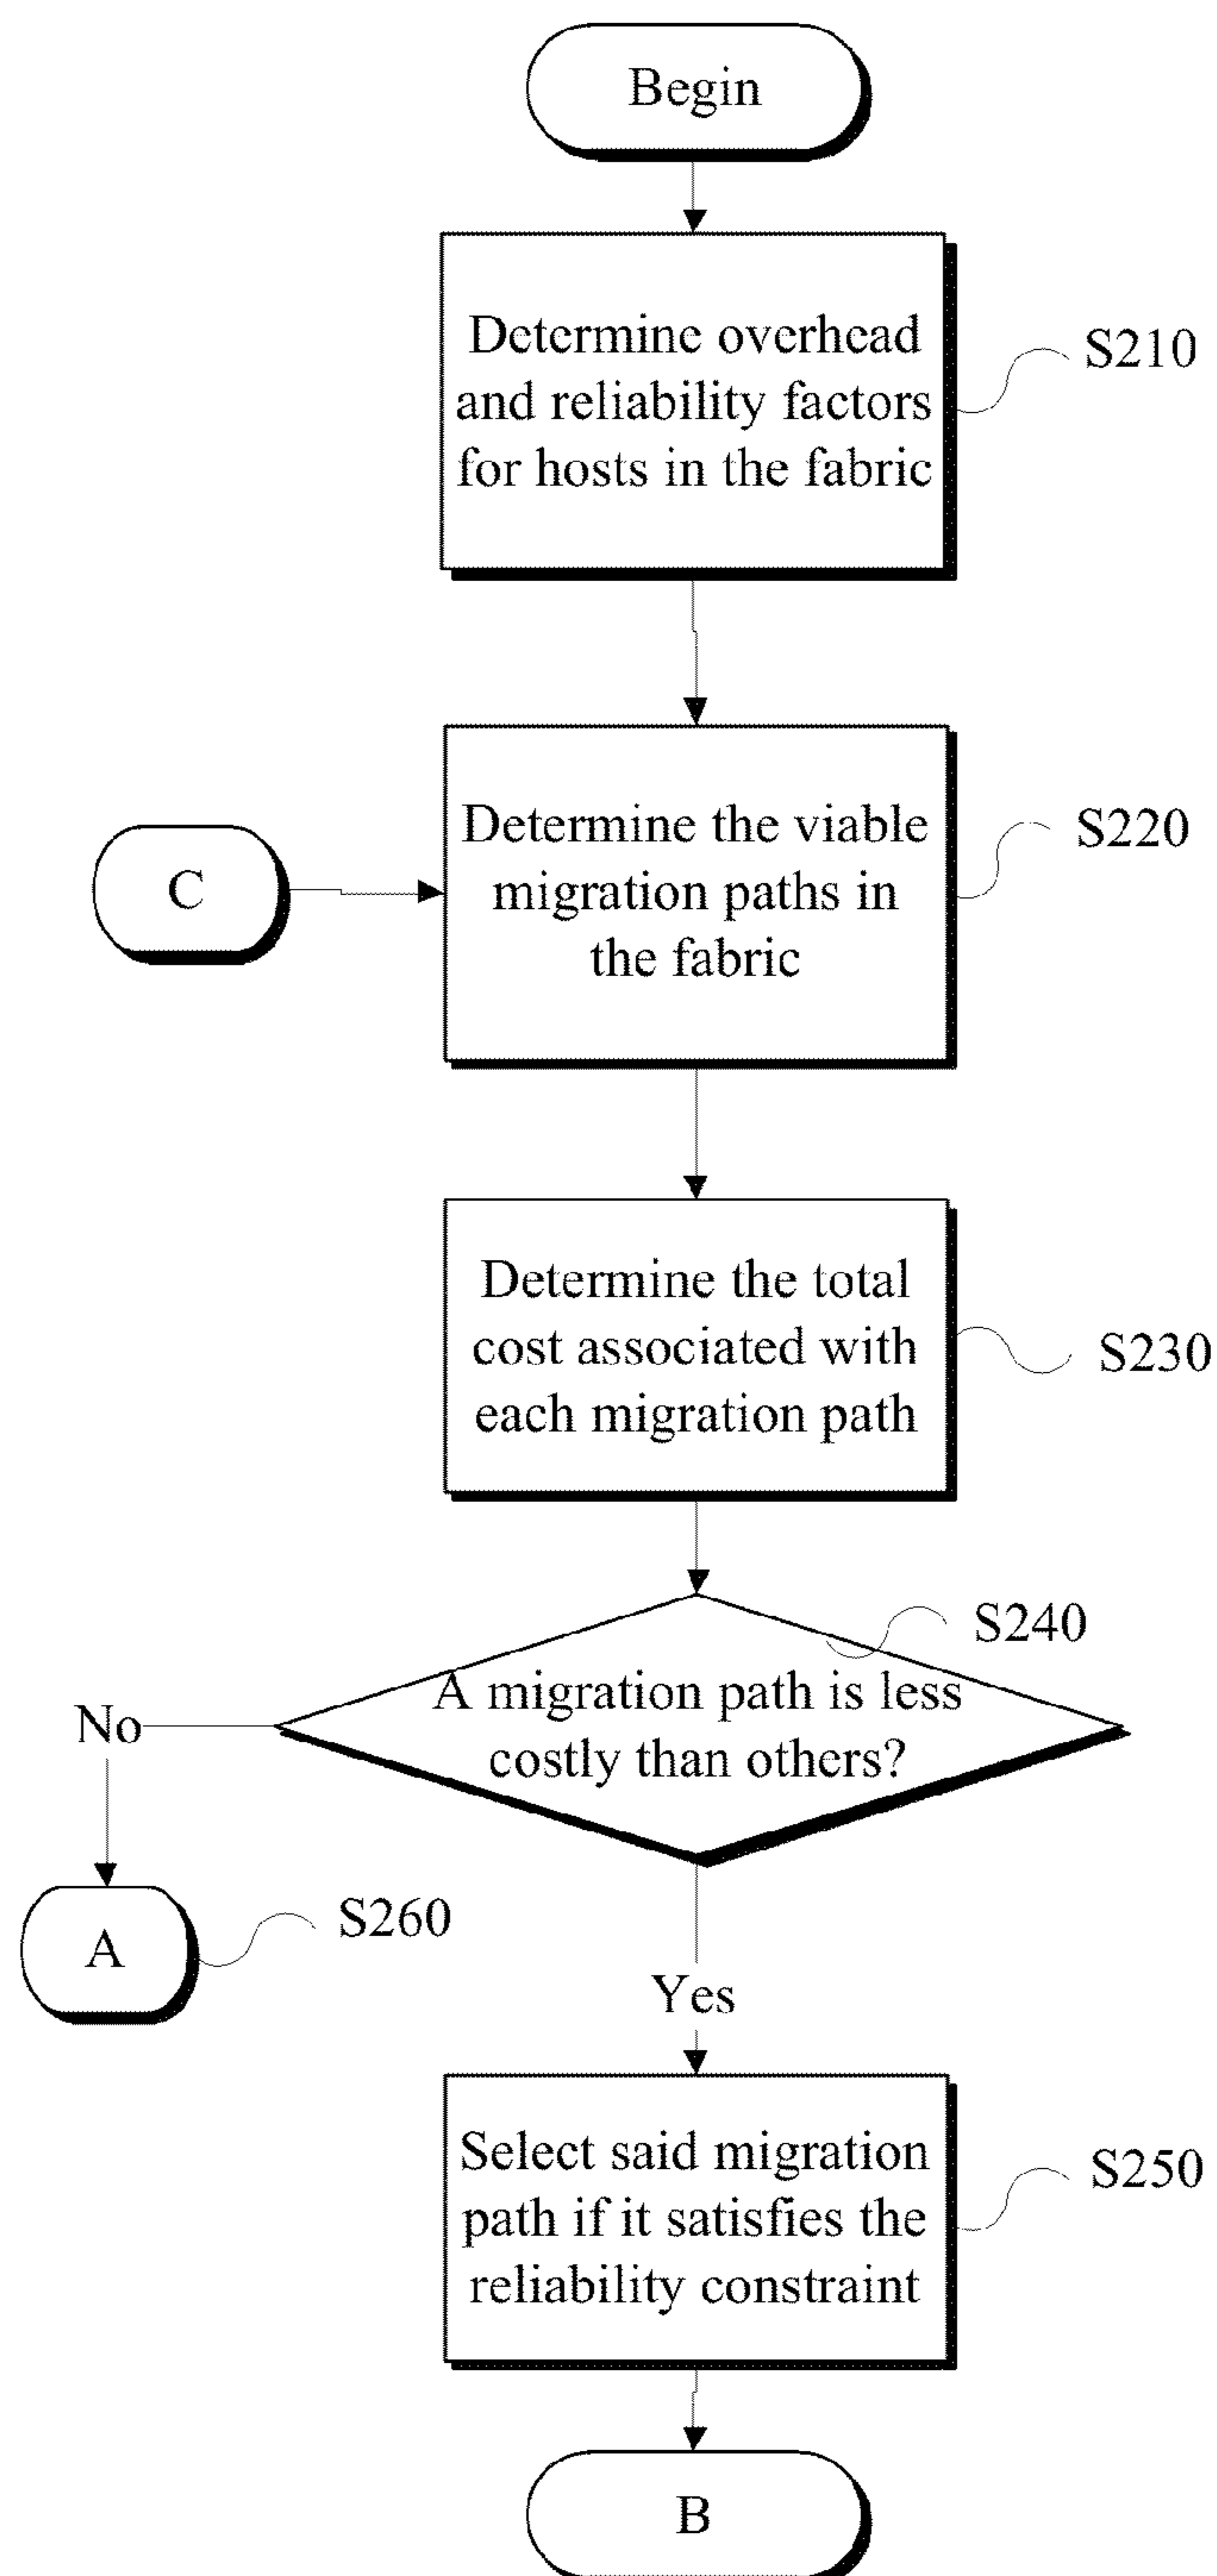 Begin
Determine overhead
and reliability factors
for hosts in the fabric
S210
Determine the viable
migration paths in
the fabric
S220
C
Determine the total
cost associated with
each migration path
S230
S240
A migration path is less
costly than others?
No
A
S260
Yes
Select said migration
path if it satisfies the
reliability constraint
S250
B